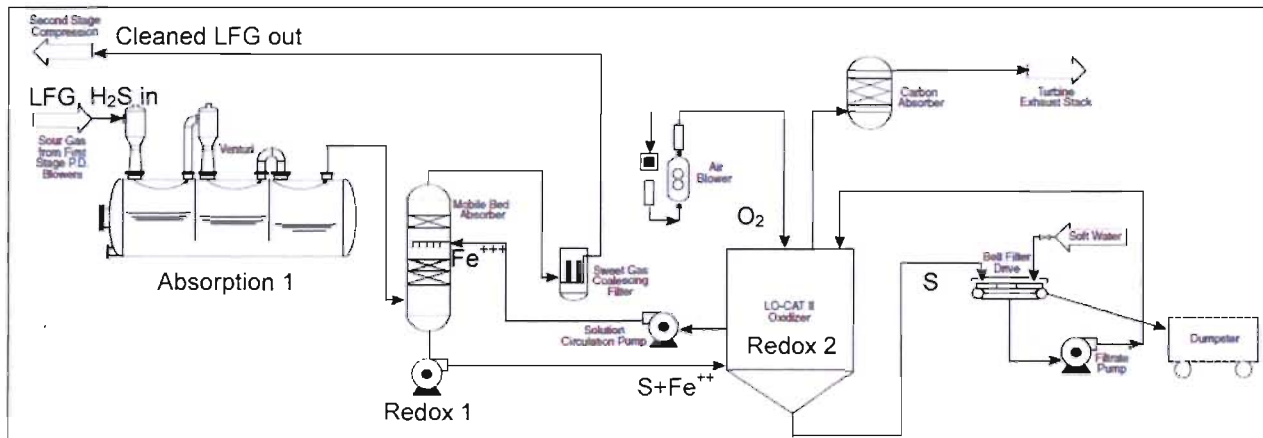 Second Stage
Compression
Cleaned LFG out
LFG, H2S in
Sour Gas
from First
Stage P.D.
Blowers
Venturi
Absorption 1
Mobile Bed
Absorber
Fe+++
Redox 1
Sweet Gas
Coalescing
Filter
Solution
Circulation Pump
S+Fe++
Air
Blower
O2
LO-CAT II
Oxidizer
Redox 2
Carbon
Absorber
Turbine
Exhaust Stack
S
Soft Water
Belt Filter
Drive
Filtrate
Pump
Dumpster